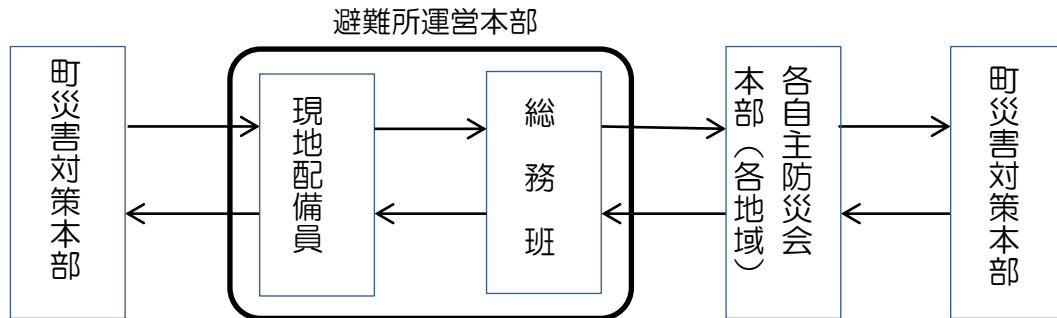 避難所運営本部
町災害対策本部
現地配備員
総務班
各自主防災会
本部（各地域）
町災害対策本部